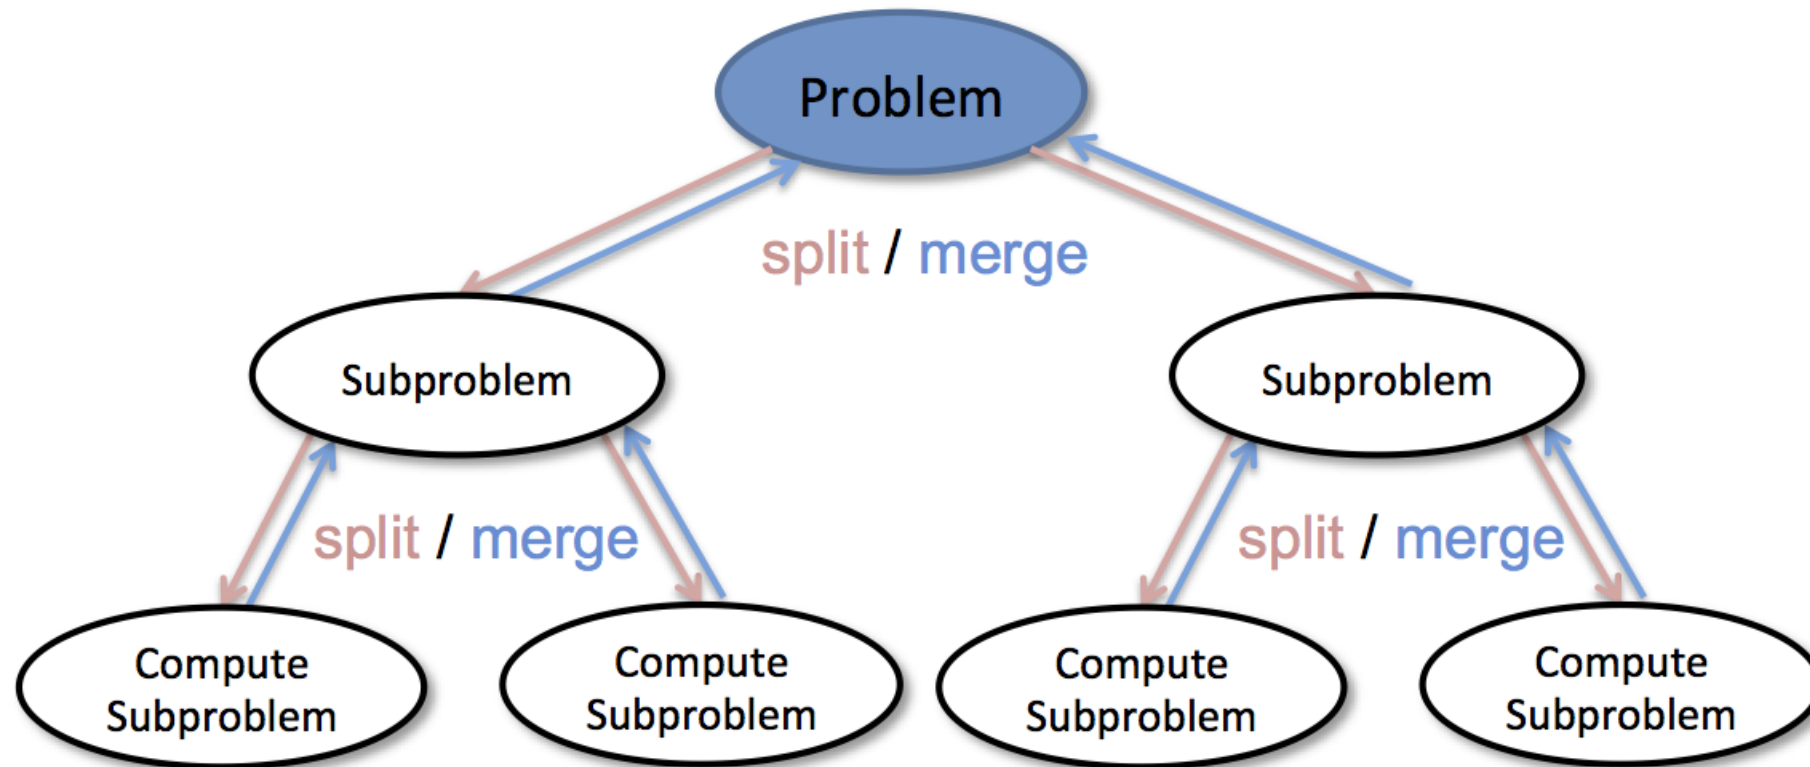 Problem
split / merge
Subproblem
Subproblem
split / merge
split / merge
Compute
Subproblem
Compute
Subproblem
Compute
Subproblem
Compute
Subproblem